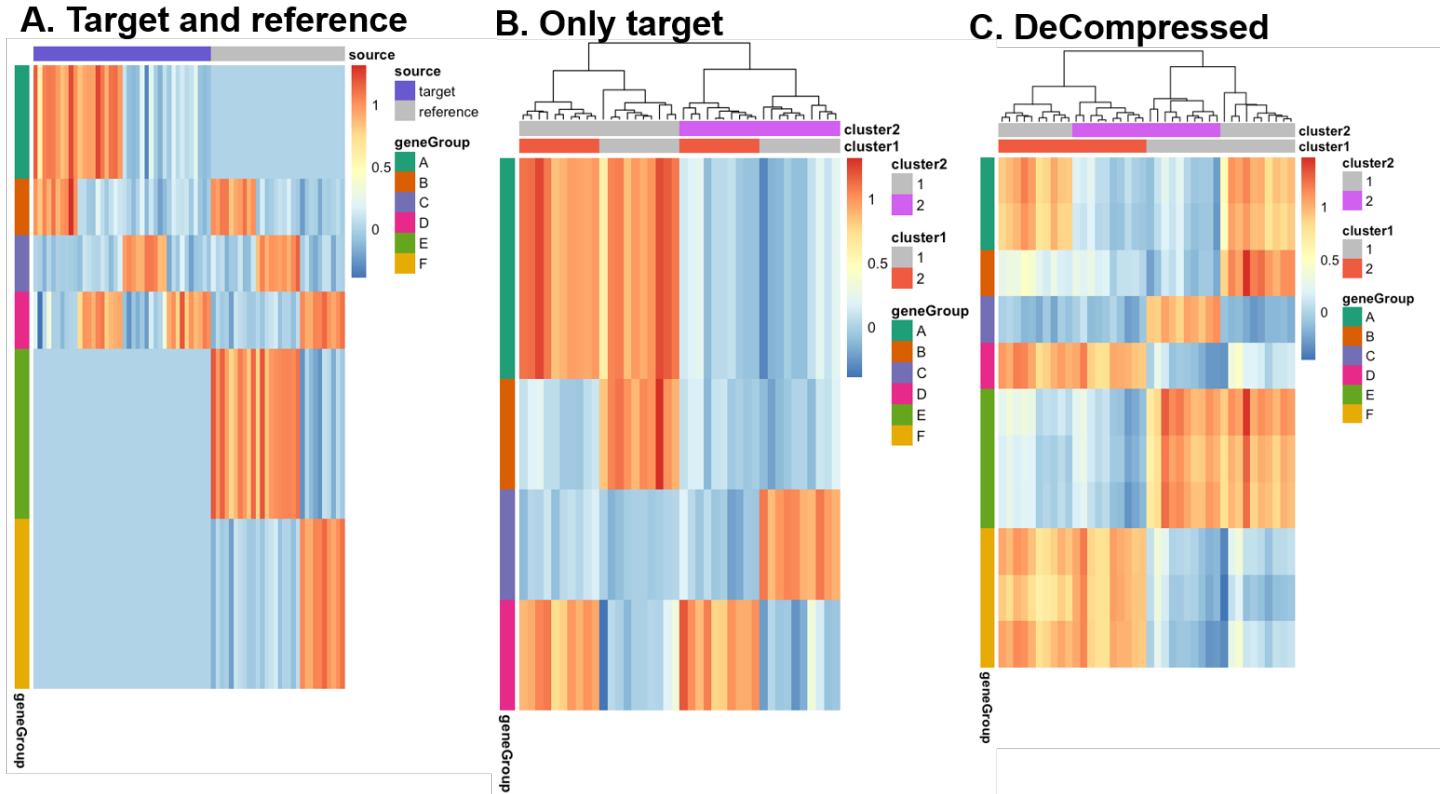 A. Target and reference
source
1
0.5
0
source
target
reference
geneGroup
A
B
C
D
E
F
geneGroup
B. Only target
cluster2
cluster1
1
0.5
0
cluster2
1
2
cluster1
1
2
geneGroup
A
B
C
D
E
F
geneGroup
C. DeCompressed
cluster2
cluster1
1
0.5
0
cluster2
1
2
cluster1
1
2
geneGroup
A
B
C
D
E
F
geneGroup